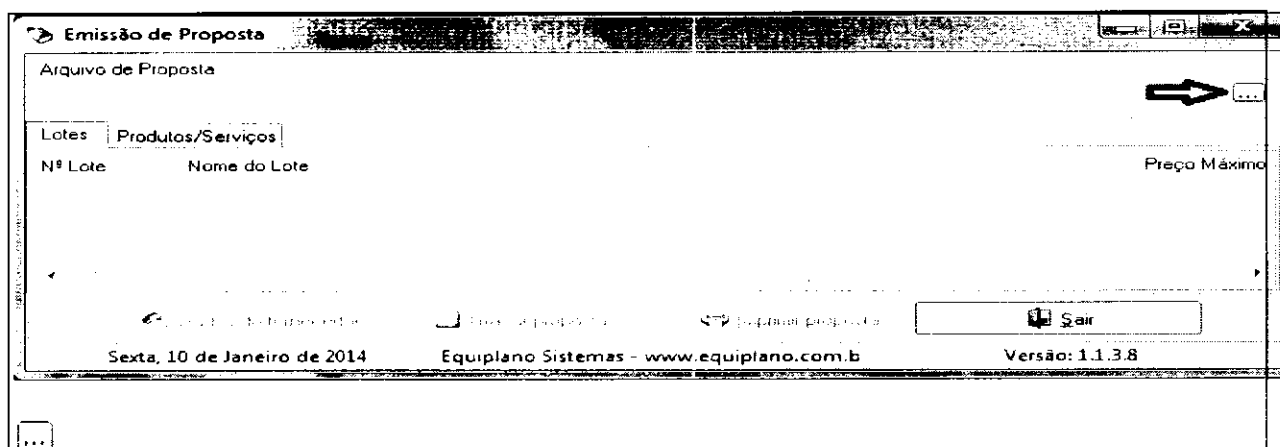 Emissão de Proposta
Arquivo de Proposta
...
Lotes Produtos/Serviços
Nº Lote Nome do Lote Preço Máximo
Sair
Sexta, 10 de Janeiro de 2014 Equiplano Sistemas - www.equiplano.com.b Versão: 1.1.3.8
...